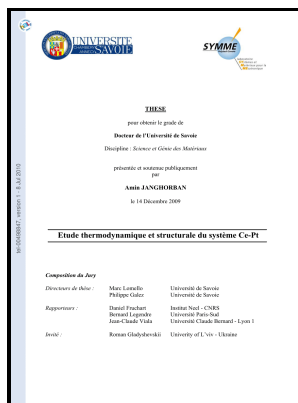 UNIVERSITÉ
SAVOIE
SYMME
THESE
pour obtenir le grade de
Docteur de l'Université de Savoie
Discipline : Science et Génie des Matériaux
présentée et soutenue publiquement
par
Amin JANGHORBAN
le 14 Décembre 2009
Etude thermodynamique et structurale du système Ce-Pt
Composition du Jury
Directeurs de thèse : Marc Lomello Université de Savoie
Philippe Galez Université de Savoie
Rapporteurs : Daniel Fruchart Institut Neel - CNRS
Bernard Legendre Université Paris-Sud
Jean-Claude Viala Université Claude Bernard - Lyon 1
Invité : Roman Gladyshevskii Univerity of L'viv - Ukraine
tel-00498847, version 1 - 8 Jul 2010